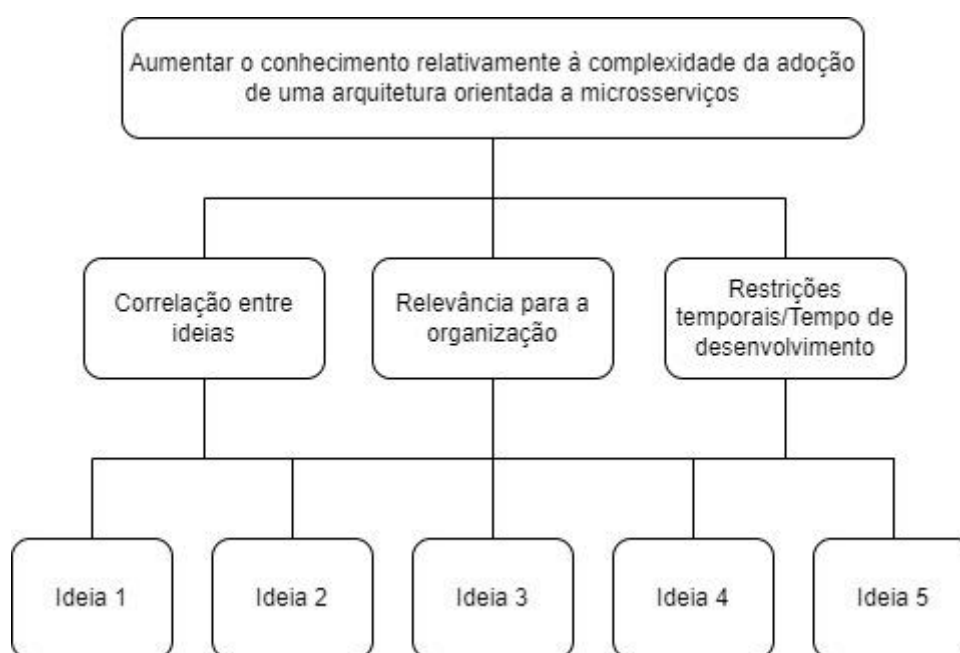 Aumentar o conhecimento relativamente à complexidade da adoção
de uma arquitetura orientada a microsserviços
Correlação entre
ideias
Relevância para a
organização
Restrições
temporais/Tempo de
desenvolvimento
Ideia 1
Ideia 2
Ideia 3
Ideia 4
Ideia 5